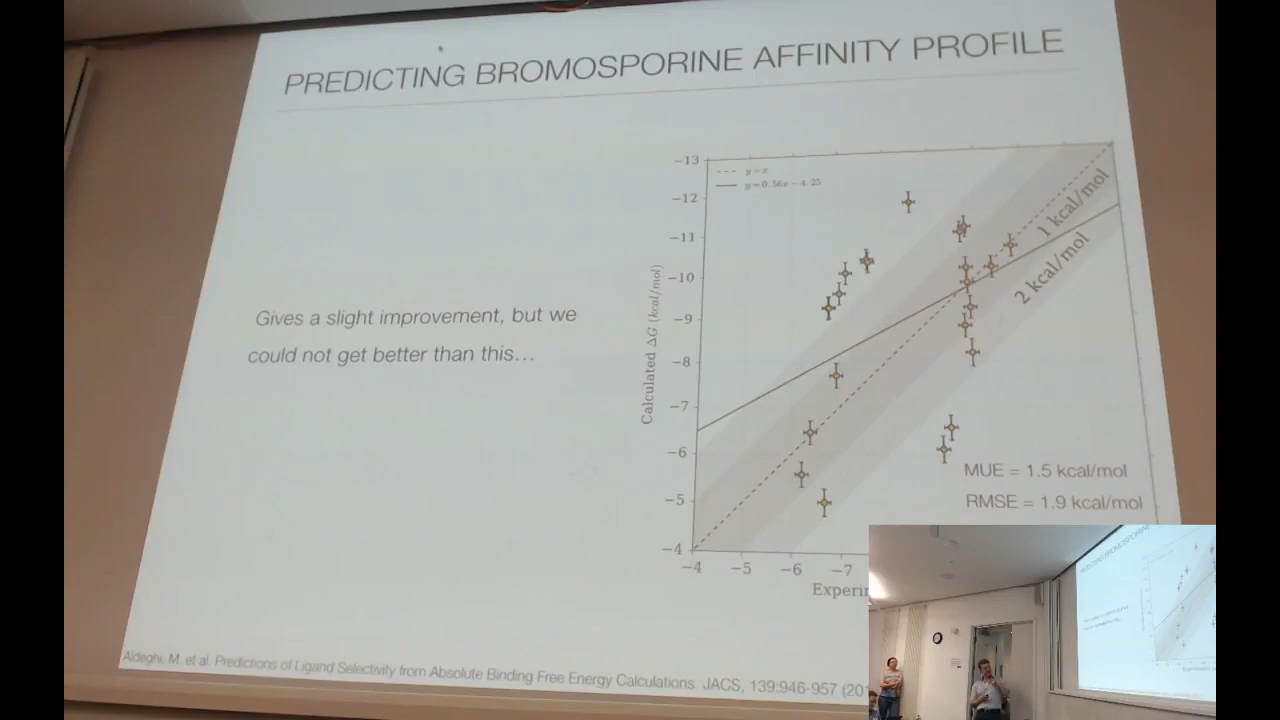 PREDICTING BROMOSPORINE AFFINITY PROFILE
Gives a slight improvement, but we
could not get better than this...
−13
−12
−11
−10
−9
−8
−7
−6
−5
−4
Calculated ΔG (kcal/mol)
y=x
y=0.56x−4.25
1 kcal/mol
2 kcal/mol
MUE = 1.5 kcal/mol
RMSE = 1.9 kcal/mol
−4 −5 −6 −7
Experi
Aldeghi, M. et al. Predictions of Ligand Selectivity from Absolute Binding Free Energy Calculations. JACS, 139:946-957 (201